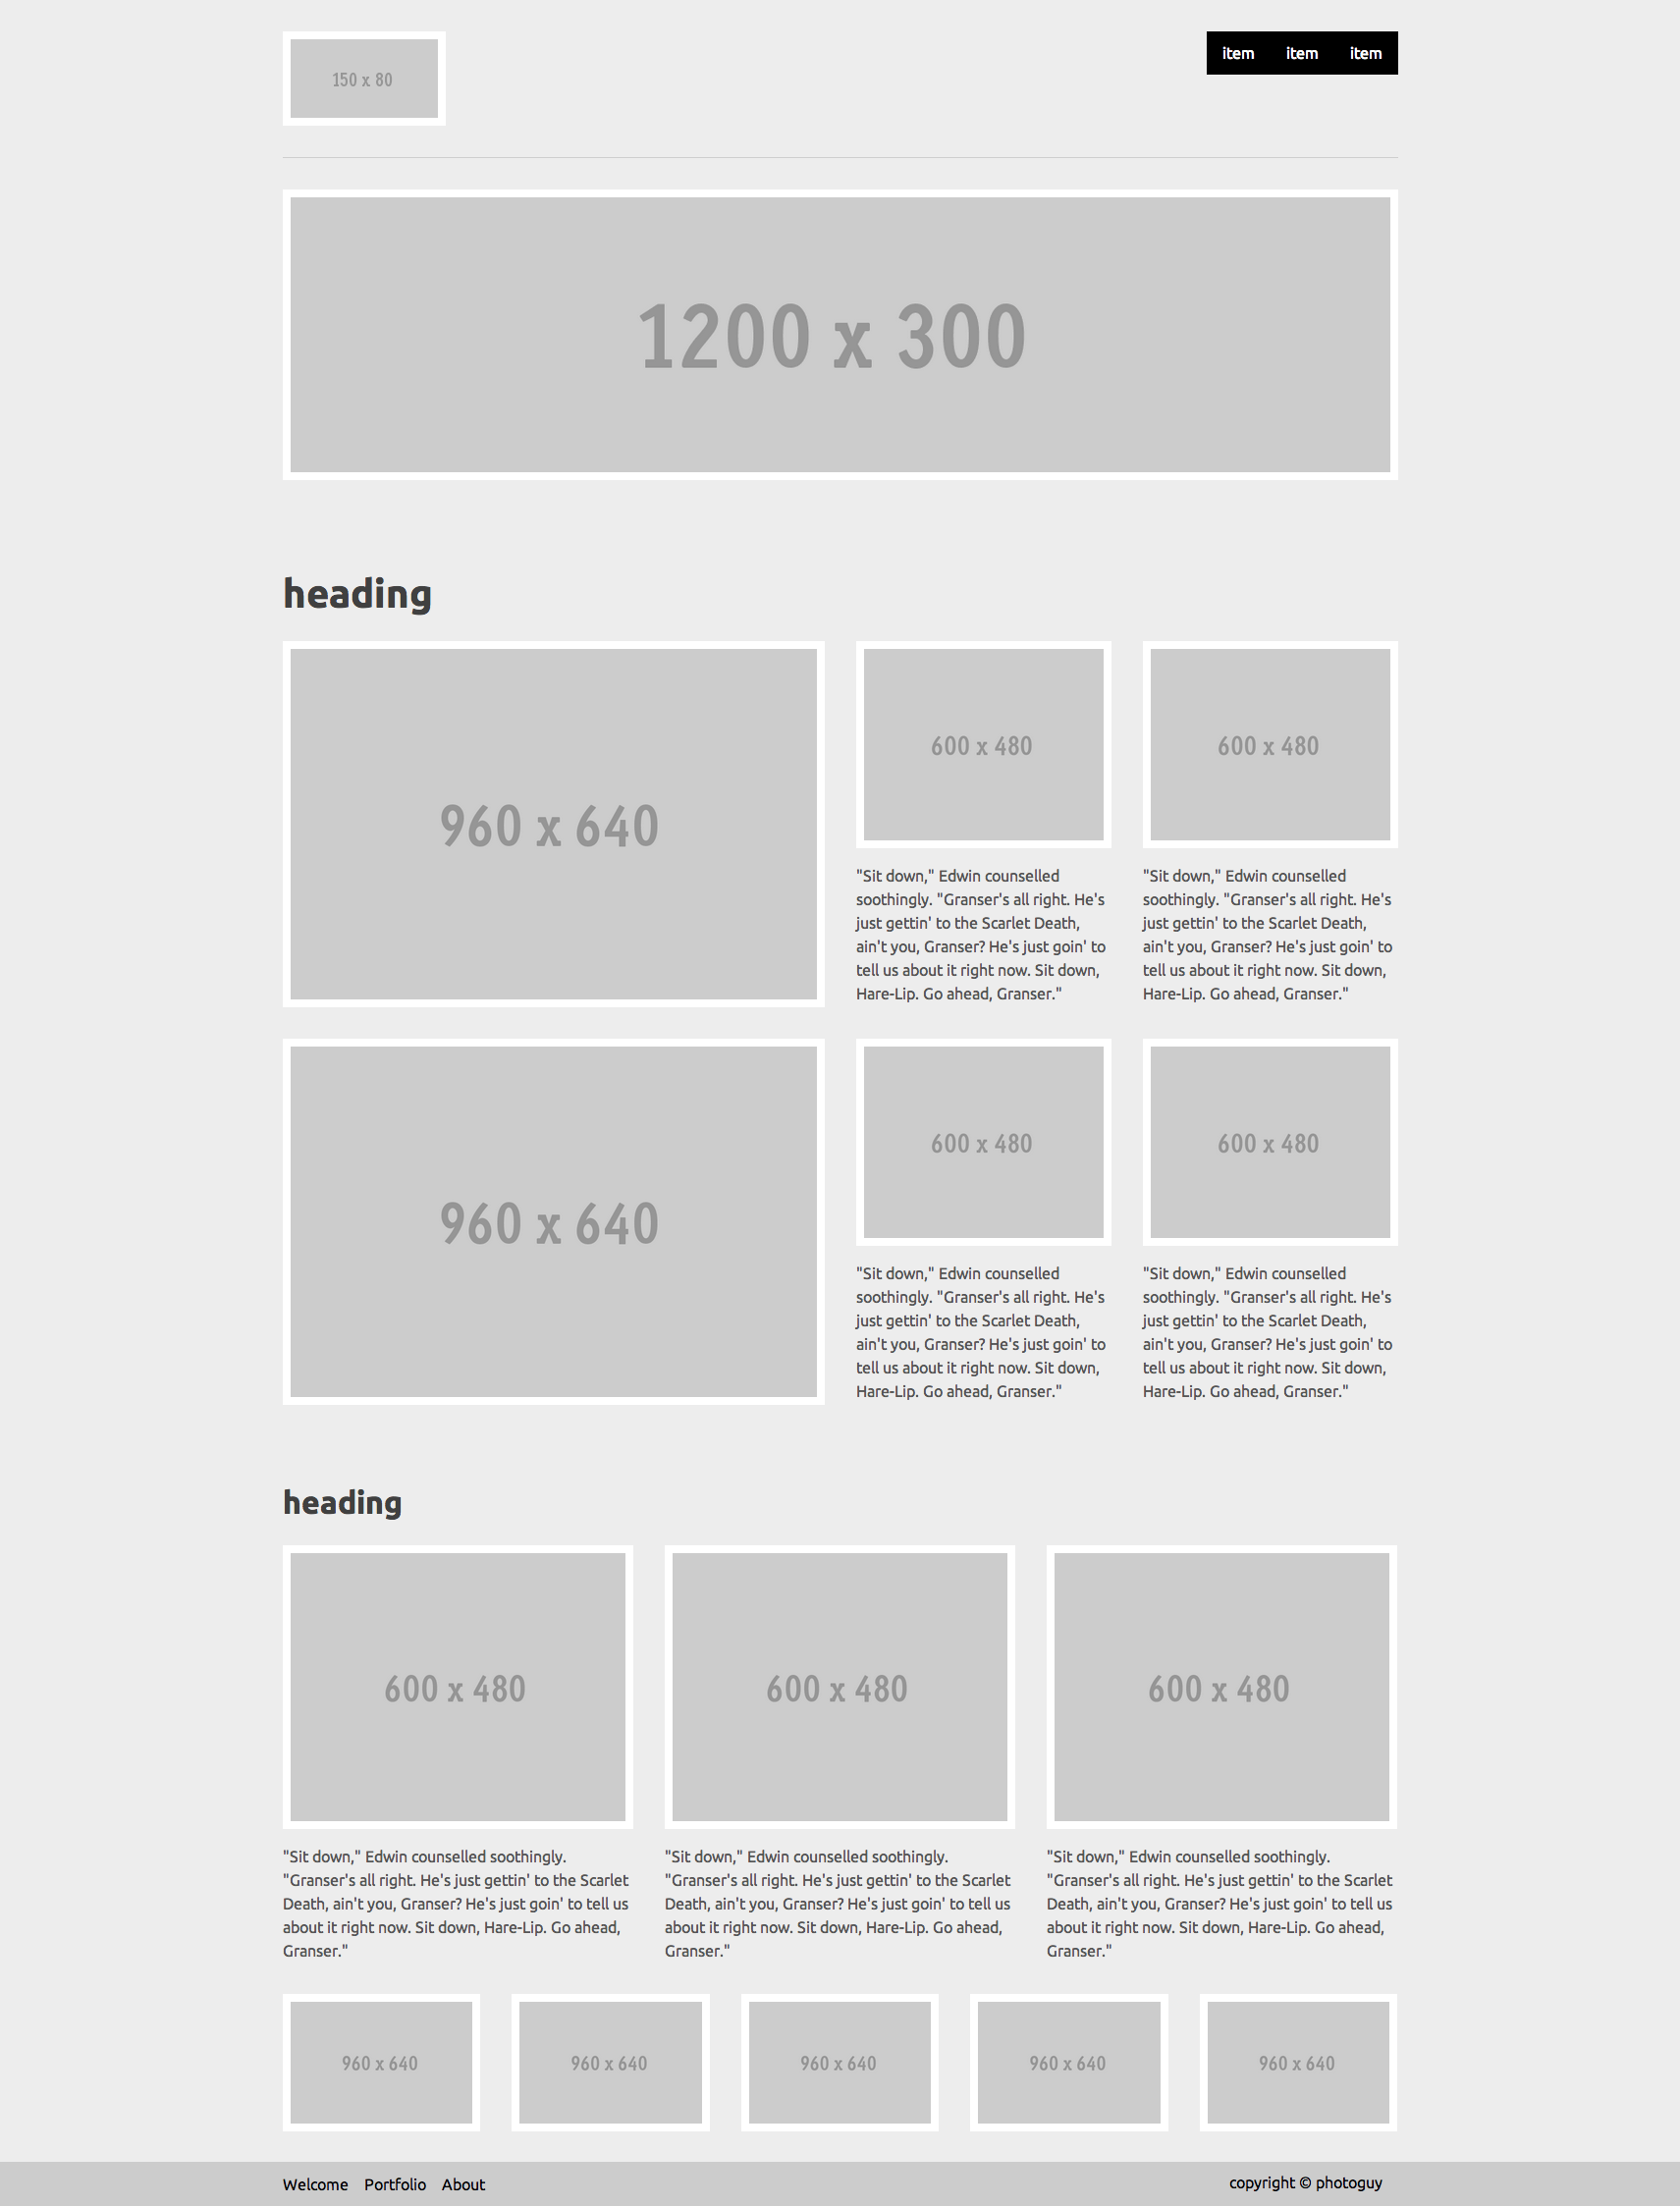 150 x 80
item item item
1200 x 300
heading
960 x 640
600 x 480
600 x 480
"Sit down," Edwin counselled
soothingly. "Granser's all right. He's
just gettin' to the Scarlet Death,
ain't you, Granser? He's just goin' to
tell us about it right now. Sit down,
Hare-Lip. Go ahead, Granser."
"Sit down," Edwin counselled
soothingly. "Granser's all right. He's
just gettin' to the Scarlet Death,
ain't you, Granser? He's just goin' to
tell us about it right now. Sit down,
Hare-Lip. Go ahead, Granser."
960 x 640
600 x 480
600 x 480
"Sit down," Edwin counselled
soothingly. "Granser's all right. He's
just gettin' to the Scarlet Death,
ain't you, Granser? He's just goin' to
tell us about it right now. Sit down,
Hare-Lip. Go ahead, Granser."
"Sit down," Edwin counselled
soothingly. "Granser's all right. He's
just gettin' to the Scarlet Death,
ain't you, Granser? He's just goin' to
tell us about it right now. Sit down,
Hare-Lip. Go ahead, Granser."
heading
600 x 480
600 x 480
600 x 480
"Sit down," Edwin counselled soothingly.
"Granser's all right. He's just gettin' to the Scarlet
Death, ain't you, Granser? He's just goin' to tell us
about it right now. Sit down, Hare-Lip. Go ahead,
Granser."
"Sit down," Edwin counselled soothingly.
"Granser's all right. He's just gettin' to the Scarlet
Death, ain't you, Granser? He's just goin' to tell us
about it right now. Sit down, Hare-Lip. Go ahead,
Granser."
"Sit down," Edwin counselled soothingly.
"Granser's all right. He's just gettin' to the Scarlet
Death, ain't you, Granser? He's just goin' to tell us
about it right now. Sit down, Hare-Lip. Go ahead,
Granser."
960 x 640
960 x 640
960 x 640
960 x 640
960 x 640
Welcome Portfolio About
copyright © photoguy